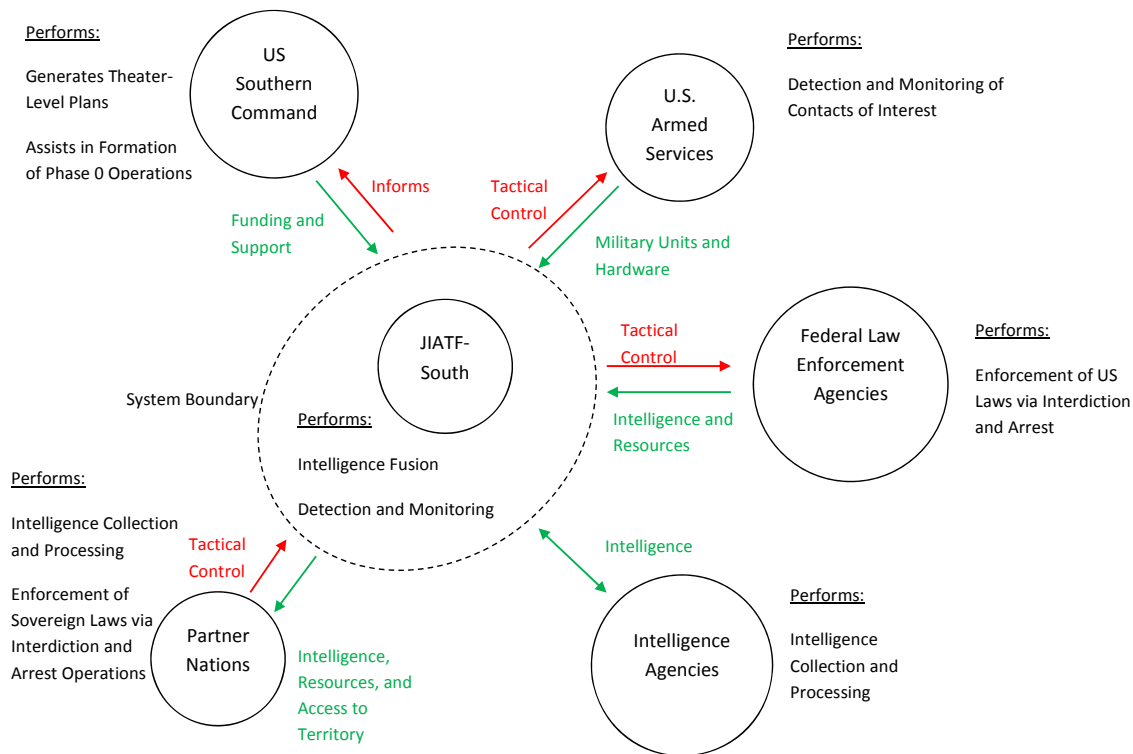 Performs:
Generates Theater-
Level Plans
Assists in Formation
of Phase 0 Operations
US
Southern
Command
Performs:
Detection and Monitoring of
Contacts of Interest
U.S.
Armed
Services
Informs
Funding and
Support
Tactical
Control
Military Units and
Hardware
JIATF-
South
System Boundary
Performs:
Intelligence Fusion
Detection and Monitoring
Tactical
Control
Intelligence and
Resources
Federal Law
Enforcement
Agencies
Performs:
Enforcement of US
Laws via Interdiction
and Arrest
Performs:
Intelligence Collection
and Processing
Enforcement of
Sovereign Laws via
Interdiction and
Arrest Operations
Tactical
Control
Partner
Nations
Intelligence,
Resources, and
Access to
Territory
Intelligence
Intelligence
Agencies
Performs:
Intelligence
Collection and
Processing